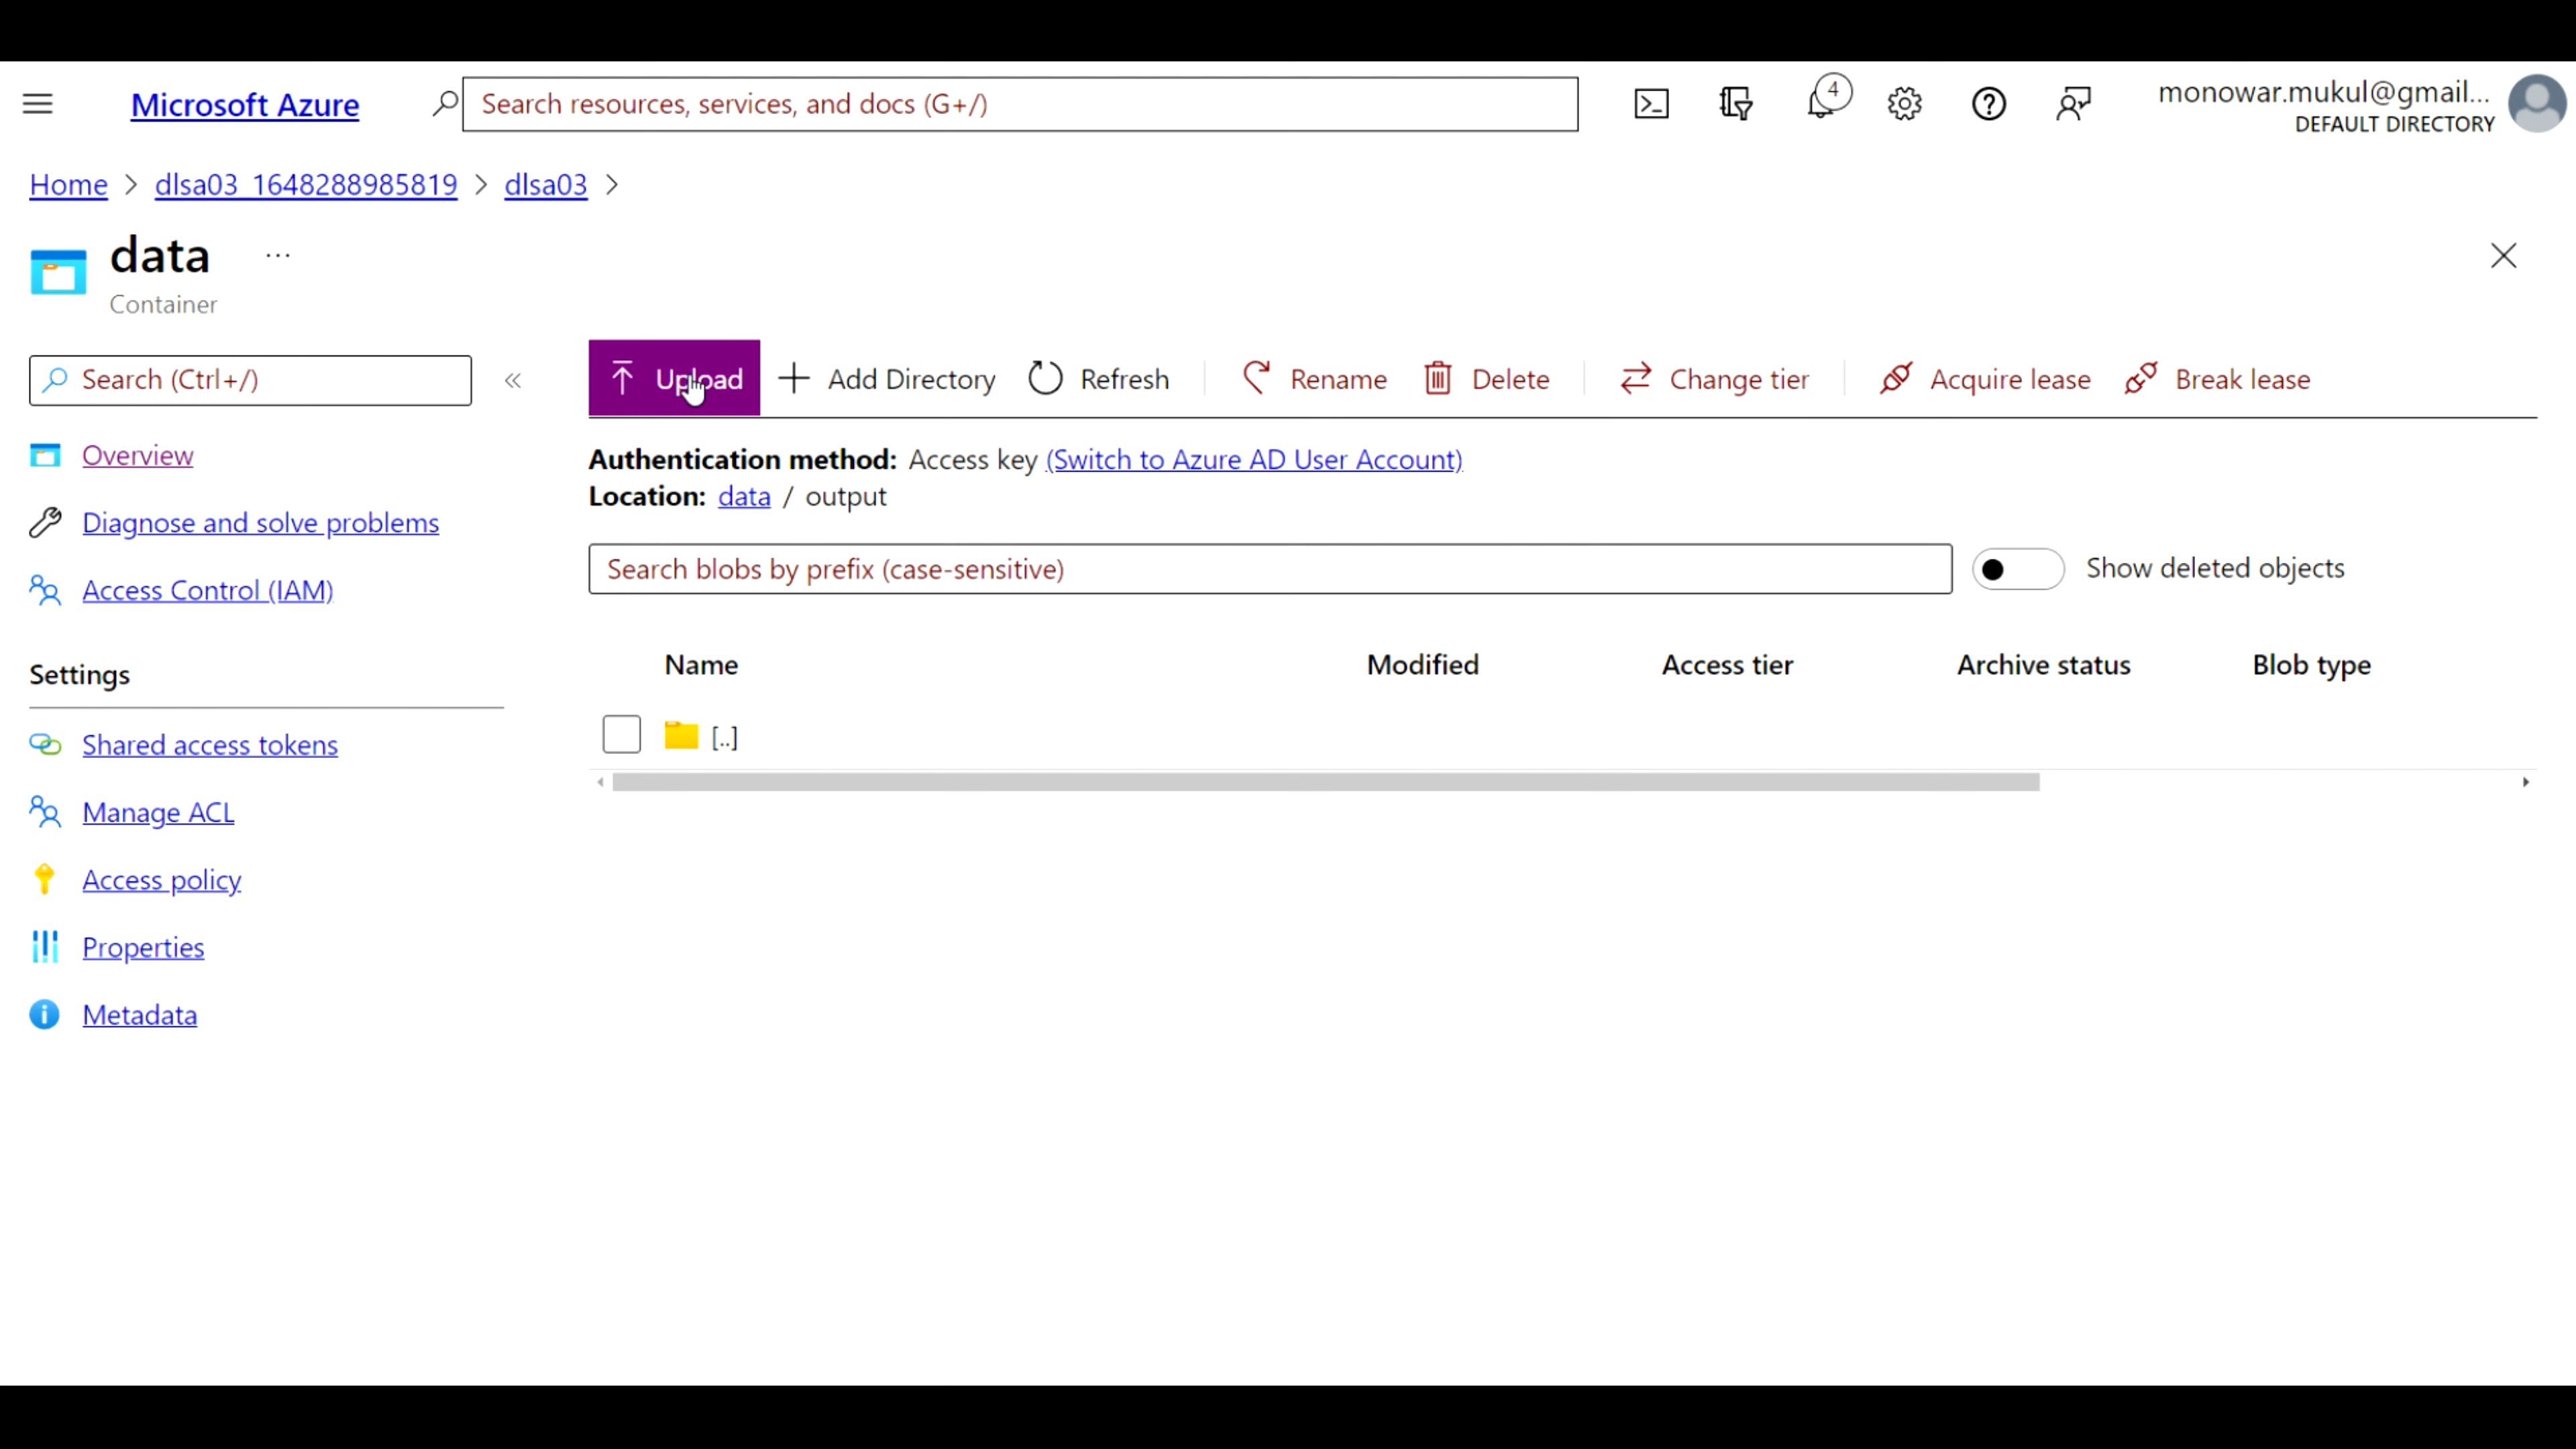 Microsoft Azure
Search resources, services, and docs (G+/)
4
monowar.mukul@gmail...
DEFAULT DIRECTORY
Home > dlsa03_1648288985819 > dlsa03 >
data ...
Container
Search (Ctrl+/)
«
Upload
Add Directory
Refresh
Rename
Delete
Change tier
Acquire lease
Break lease
Overview
Diagnose and solve problems
Access Control (IAM)
Settings
Shared access tokens
Manage ACL
Access policy
Properties
Metadata
Authentication method: Access key (Switch to Azure AD User Account)
Location: data / output
Search blobs by prefix (case-sensitive)
Show deleted objects
Name Modified Access tier Archive status Blob type
[..]